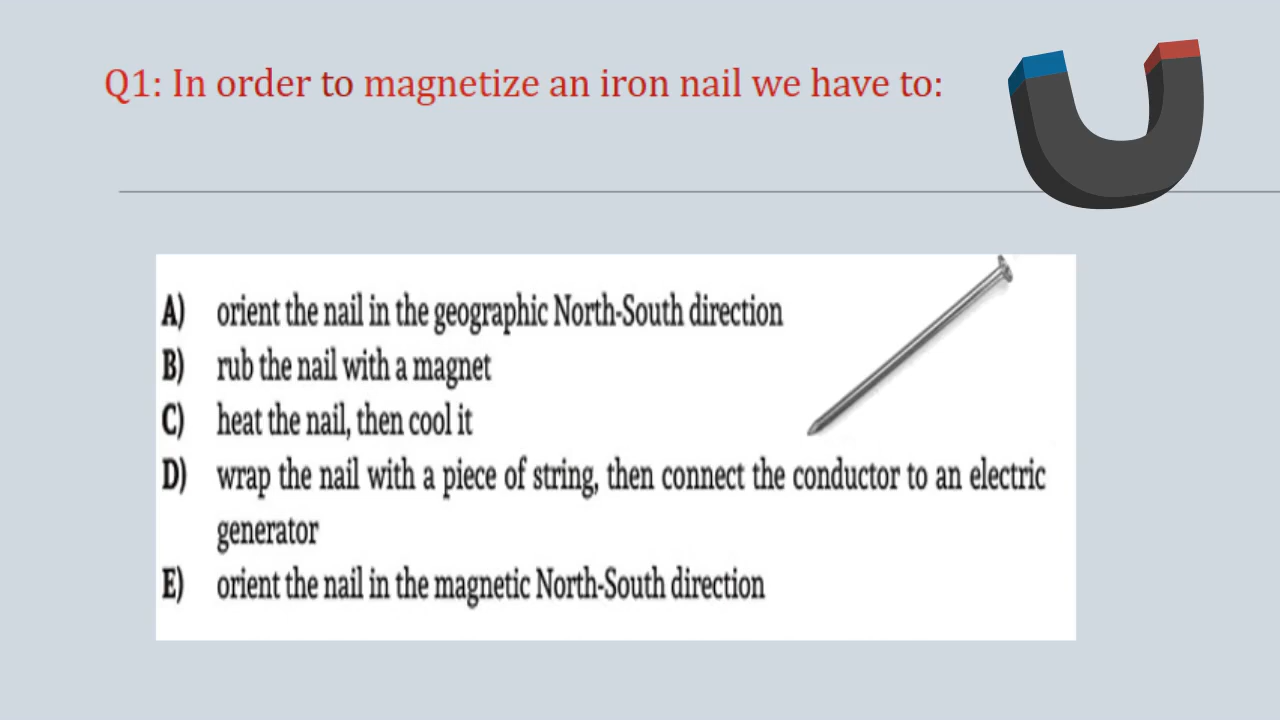 Q1: In order to magnetize an iron nail we have to:
A) orient the nail in the geographic North-South direction
B) rub the nail with a magnet
C) heat the nail, then cool it
D) wrap the nail with a piece of string, then connect the conductor to an electric
generator
E) orient the nail in the magnetic North-South direction